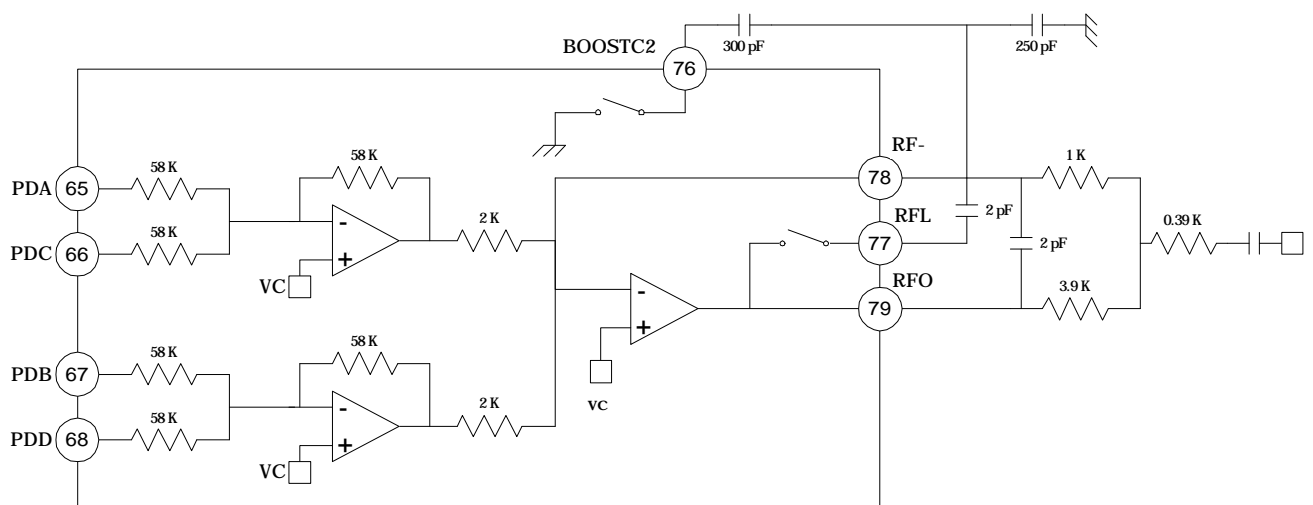 300 pF
250 pF
BOOSTC2
76
RF-
58 K
58 K
1 K
PDA
65
78
2 K
RFL
2 pF
0.39 K
58 K
-
77
2 pF
PDC
66
+
VC
RFO
3.9 K
-
79
58 K
58 K
+
PDB
67
2 K
VC
58 K
-
PDD
68
+
VC